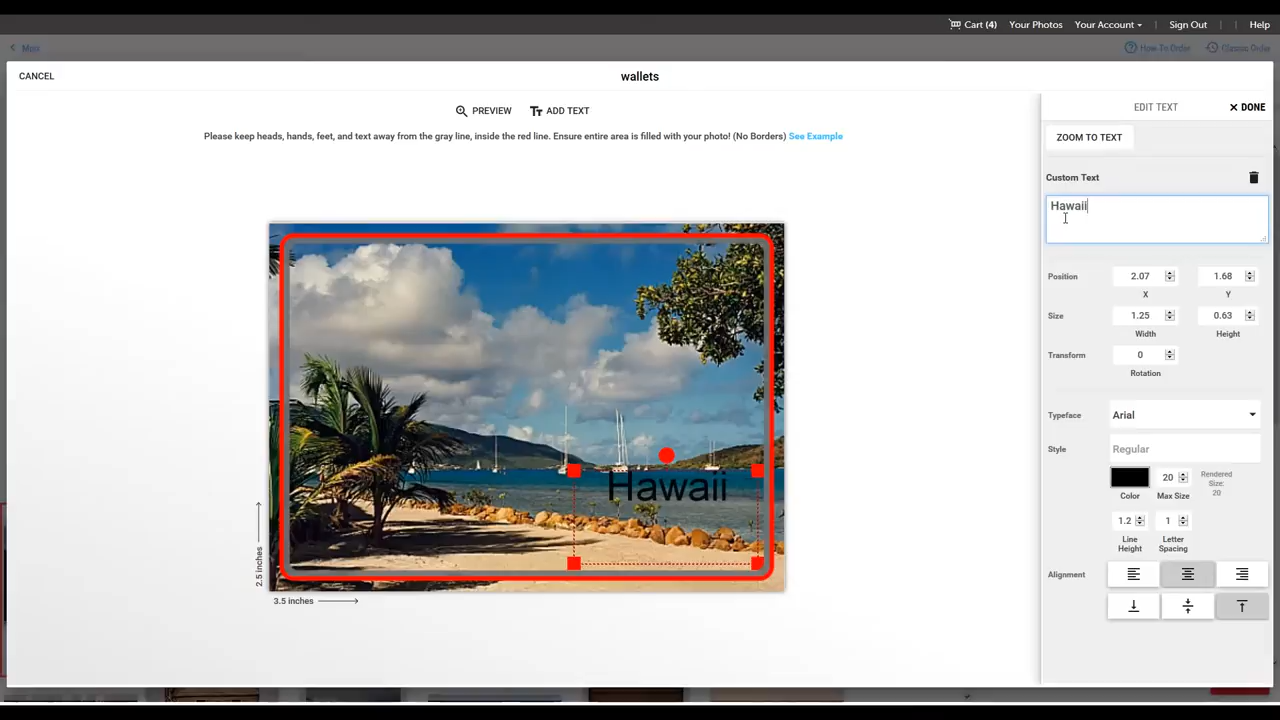 Cart (4) Your Photos Your Account Sign Out | | Help
Max How-To Order Classic Order
CANCEL wallets
PREVIEW ADD TEXT
Please keep heads, hands, feet, and text away from the gray line, inside the red line. Ensure entire area is filled with your photo! (No Borders) See Example
Hawaii
2.5 inches
3.5 inches
EDIT TEXT X DONE
ZOOM TO TEXT
Custom Text
Hawaii
Position 2.07 1.68
X Y
Size 1.25 0.63
Width Height
Transform 0
Rotation
Typeface Arial
Style Regular
20 Rendered Size: 20
Color Max Size
1.2 1
Line Height Letter Spacing
Alignment